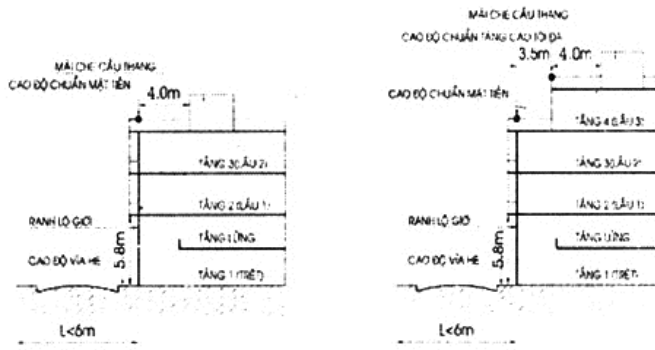 MÁI CHE CẦU THANG
CAO ĐỘ CHUẨN MẶT TIỀN
4.0m
TẦNG 3(LẦU 2)
TẦNG 2(LẦU 1)
RANH LỘ GIỚI
TẦNG LỬNG
5.8m
CAO ĐỘ VỈA HÈ
TẦNG 1 (TRỆT)
L<6m
MÁI CHE CẦU THANG
CAO ĐỘ CHUẨN TẦNG CAO TỐI ĐA
3.5m
4.0m
CAO ĐỘ CHUẨN MẶT TIỀN
TẦNG 4(LẦU 3)
TẦNG 3(LẦU 2)
TẦNG 2(LẦU 1)
RANH LỘ GIỚI
TẦNG LỬNG
5.8m
CAO ĐỘ VỈA HÈ
TẦNG 1 (TRỆT)
L<6m